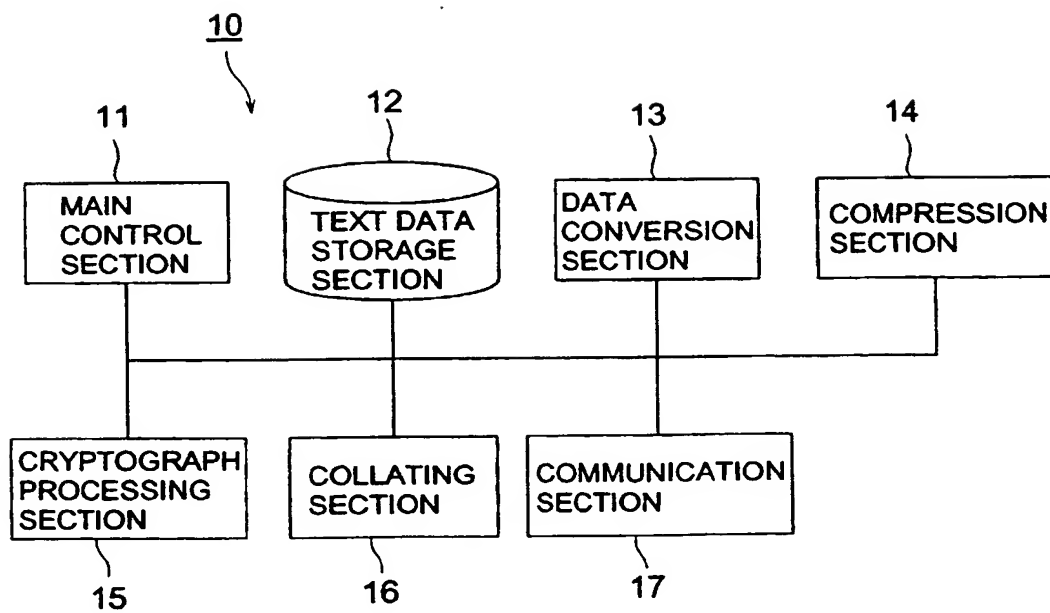 10
11
12
13
14
MAIN
CONTROL
SECTION
TEXT DATA
STORAGE
SECTION
DATA
CONVERSION
SECTION
COMPRESSION
SECTION
CRYPTOGRAPH
PROCESSING
SECTION
COLLATING
SECTION
COMMUNICATION
SECTION
15
16
17